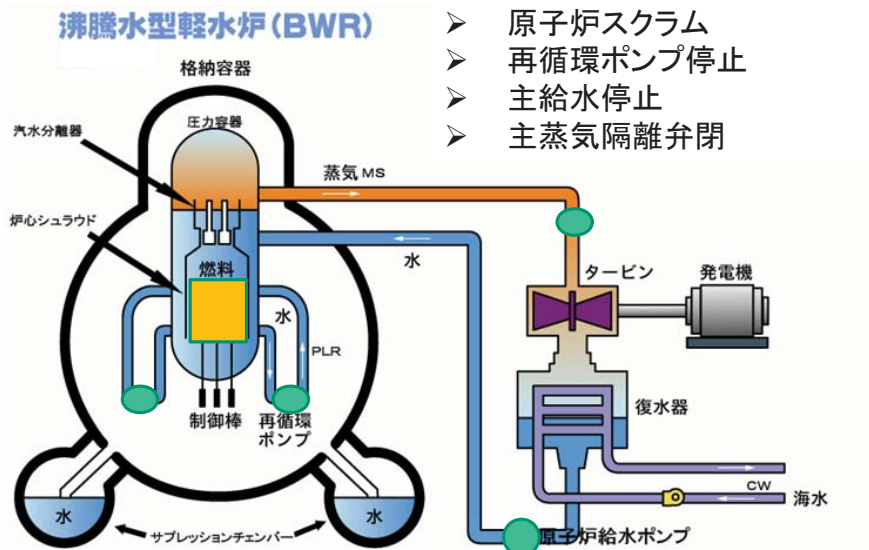 沸騰水型軽水炉(BWR)
➢ 原子炉スクラム
➢ 再循環ポンプ停止
➢ 主給水停止
➢ 主蒸気隔離弁閉
格納容器
汽水分離器
圧力容器
蒸気 MS
炉心シュラウド
水
燃料
タービン
発電機
水
PLR
制御棒
再循環
ポンプ
復水器
CW
海水
水
水
サプレッションチェンバー
原子炉給水ポンプ